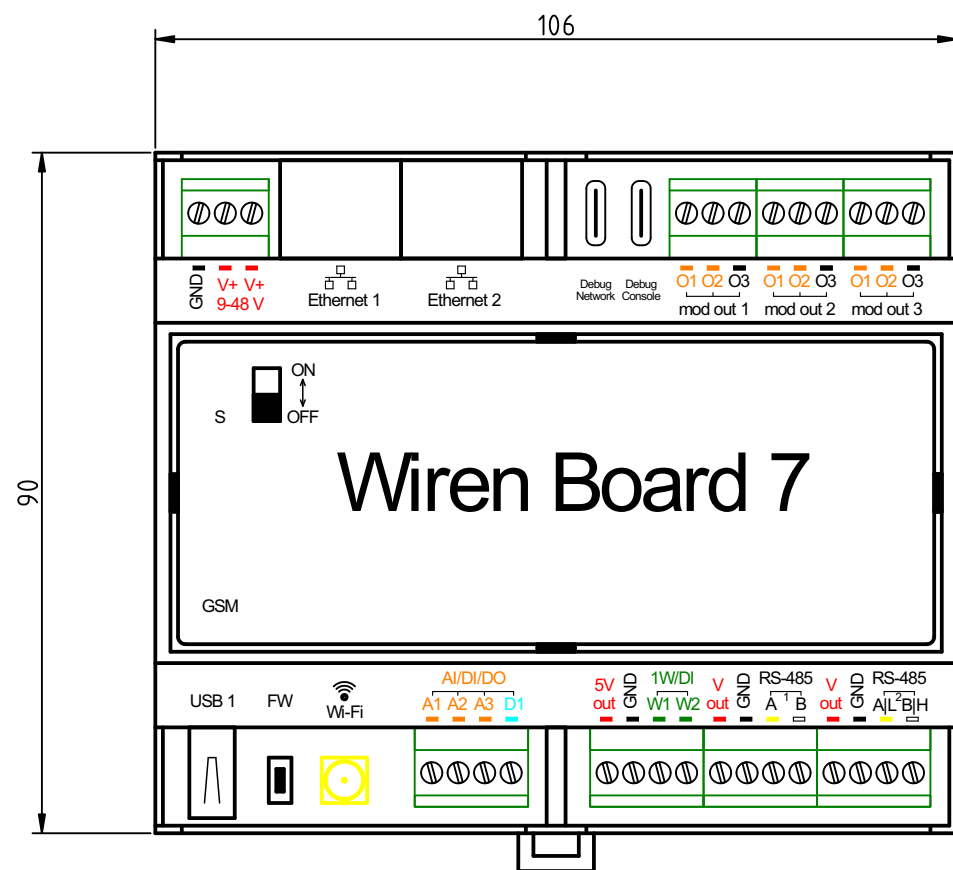 106
90
GND V+ V+
9-48 V
Ethernet 1
Ethernet 2
Debug
Network
Debug
Console
O1 O2 O3
mod out 1
O1 O2 O3
mod out 2
O1 O2 O3
mod out 3
ON
OFF
S
Wiren Board 7
GSM
USB 1
FW
Wi-Fi
AI/DI/DO
A1 A2 A3 D1
5V
out
GND
1W/DI
W1 W2
V
out
GND
RS-485
A 1 B
V
out
GND
RS-485
A|L 2 B|H